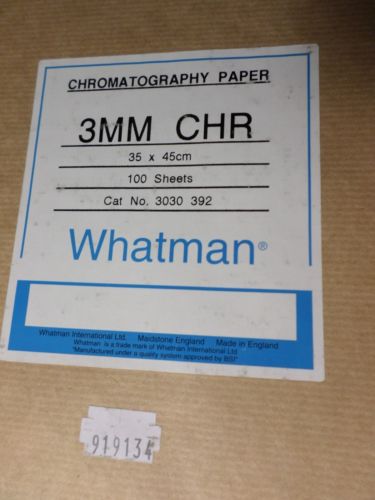 CHROMATOGRAPHY PAPER
3MM CHR
35 x 45cm
100 Sheets
Cat No. 3030 392
Whatman®
Whatman International Ltd. Maidstone England Made in England
Whatman is a trade mark of Whatman International Ltd
"Manufactured under a quality system approved by BSI"
919134